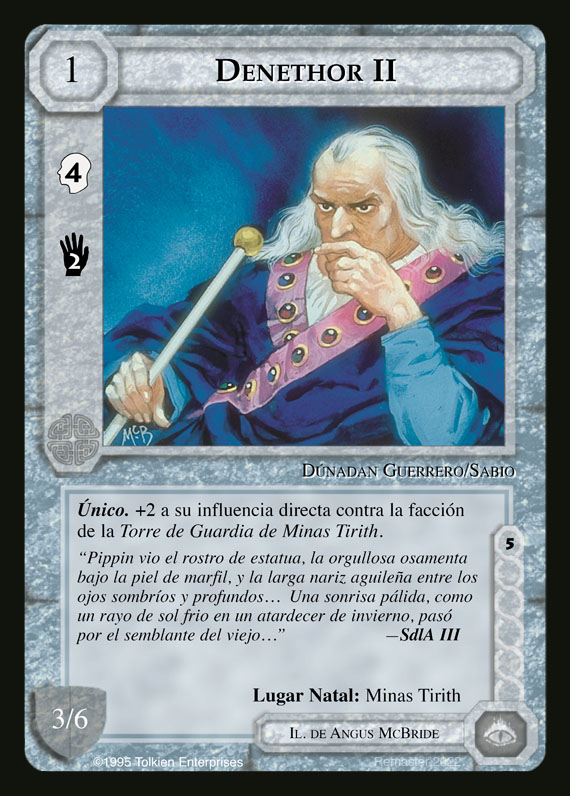 1
DENETHOR II
4
2
McB
DÚNADAN GUERRERO/SABIO
Único. +2 a su influencia directa contra la facción
de la Torre de Guardia de Minas Tirith.
“Pippin vio el rostro de estatua, la orgullosa osamenta
bajo la piel de marfil, y la larga nariz aguileña entre los
ojos sombríos y profundos… Una sonrisa pálida, como
un rayo de sol frio en un atardecer de invierno, pasó
por el semblante del viejo…” —SdlA III
5
Lugar Natal: Minas Tirith
3/6
IL. DE ANGUS MCBRIDE
©1995 Tolkien Enterprises
Remaster 2022